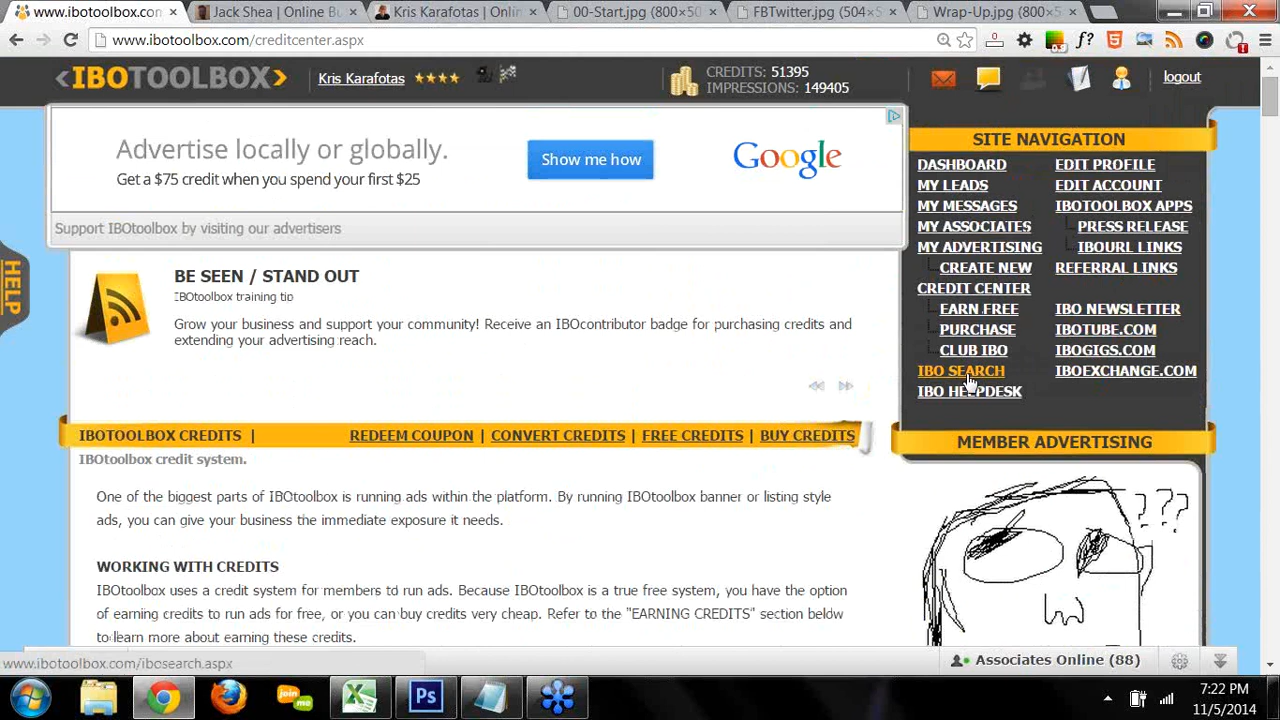 www.ibotoolbox.con
Jack Shea | Online Bu
Kris Karafotas | Onlin
00-Start.jpg (800×50
FBTwitter.jpg (504×5
Wrap-Up.jpg (800×5
www.ibotoolbox.com/creditcenter.aspx
<IBOTOOLBOX>
Kris Karafotas
CREDITS: 51395
IMPRESSIONS: 149405
logout
Advertise locally or globally.
Get a $75 credit when you spend your first $25
Show me how
Google
Support IBOtoolbox by visiting our advertisers
HELP
BE SEEN / STAND OUT
IBOtoolbox training tip
Grow your business and support your community! Receive an IBOcontributor badge for purchasing credits and
extending your advertising reach.
SITE NAVIGATION
DASHBOARD
EDIT PROFILE
MY LEADS
EDIT ACCOUNT
MY MESSAGES
IBOTOOLBOX APPS
MY ASSOCIATES
PRESS RELEASE
MY ADVERTISING
IBOURL LINKS
CREATE NEW
REFERRAL LINKS
CREDIT CENTER
EARN FREE
IBO NEWSLETTER
PURCHASE
IBOTUBE.COM
CLUB IBO
IBOGIGS.COM
IBO SEARCH
IBOEXCHANGE.COM
IBO HELPDESK
IBOTOOLBOX CREDITS | REDEEM COUPON | CONVERT CREDITS | FREE CREDITS | BUY CREDITS
IBOtoolbox credit system.
One of the biggest parts of IBOtoolbox is running ads within the platform. By running IBOtoolbox banner or listing style
ads, you can give your business the immediate exposure it needs.
WORKING WITH CREDITS
IBOtoolbox uses a credit system for members to run ads. Because IBOtoolbox is a true free system, you have the option
of earning credits to run ads for free, or you can buy credits very cheap. Refer to the "EARNING CREDITS" section below
to learn more about earning these credits.
MEMBER ADVERTISING
???
www.ibotoolbox.com/ibosearch.aspx
Associates Online (88)
join
me
Ps
7:22 PM
11/5/2014